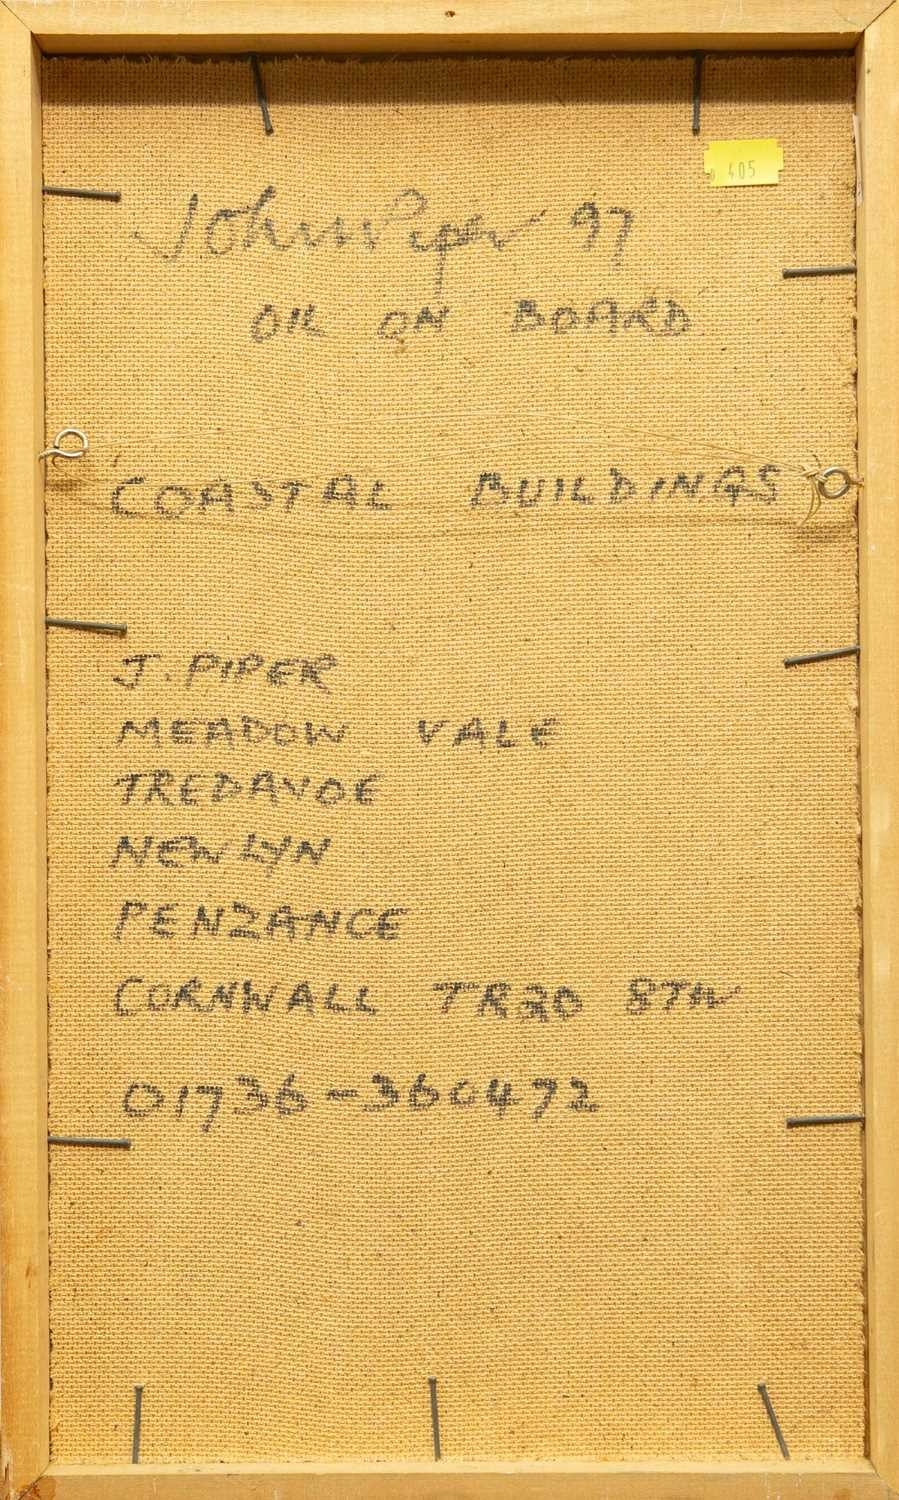 405
John Piper 97
OIL ON BOARD
COASTAL BUILDINGS
J. PIPER
MEADOW VALE
TREDAVOE
NEWLYN
PENZANCE
CORNWALL TR20 8TN
01736-360472